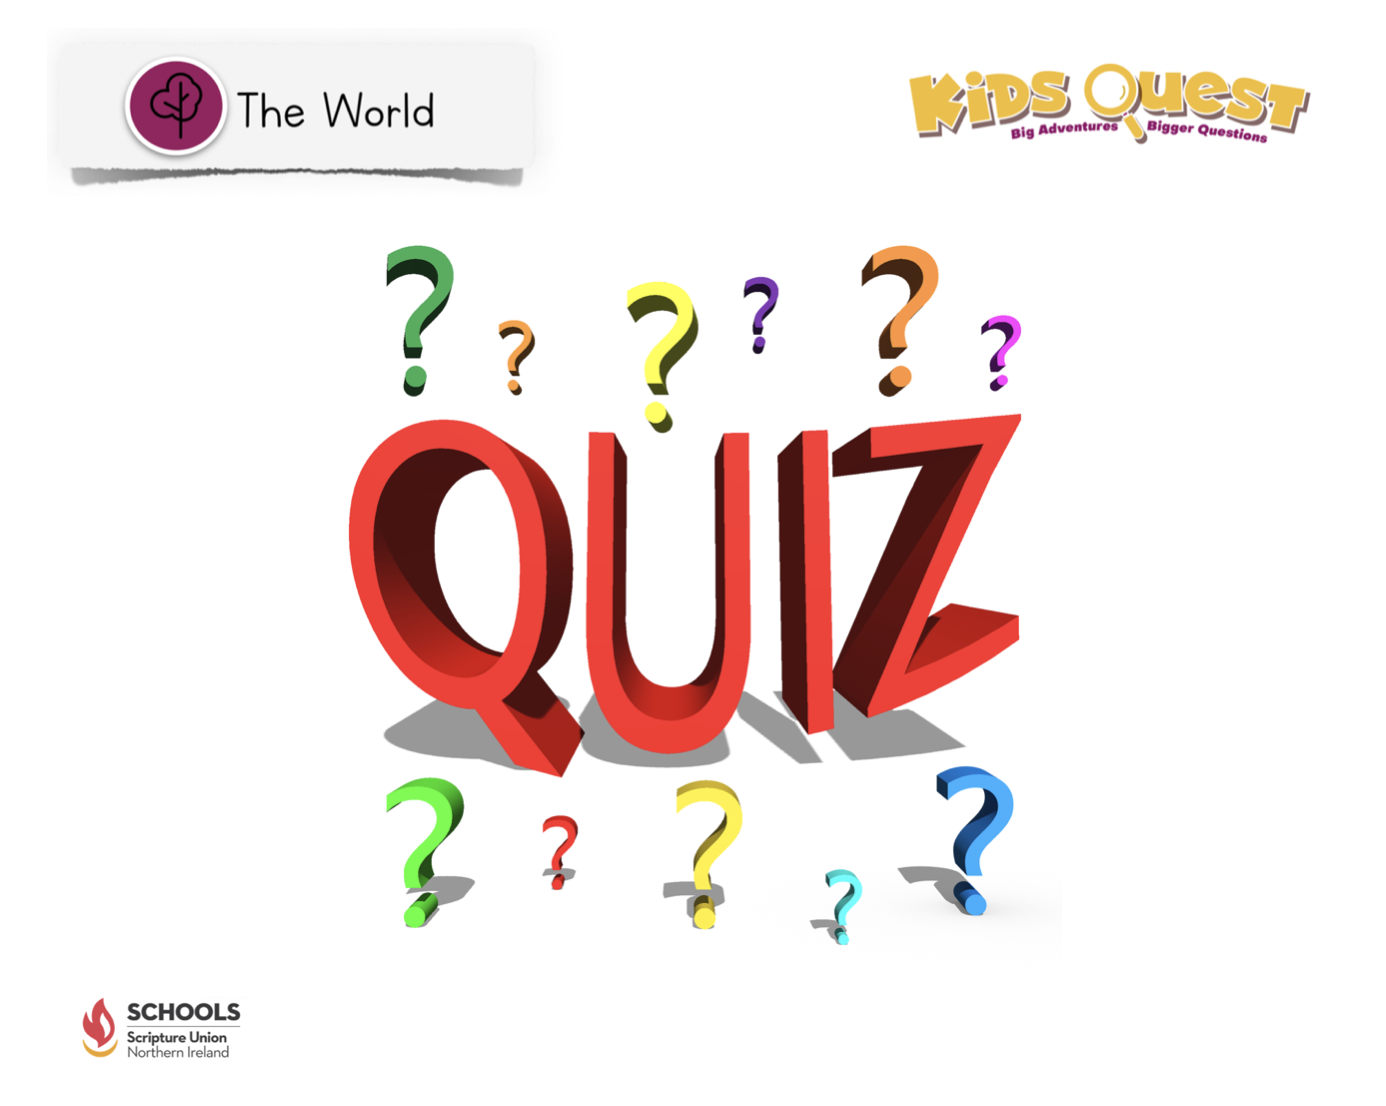 The World
KiDS QUEST
Big Adventures Bigger Questions
? ? ? ? ? ?
QUIZ
? ? ? ? ?
SCHOOLS
Scripture Union
Northern Ireland